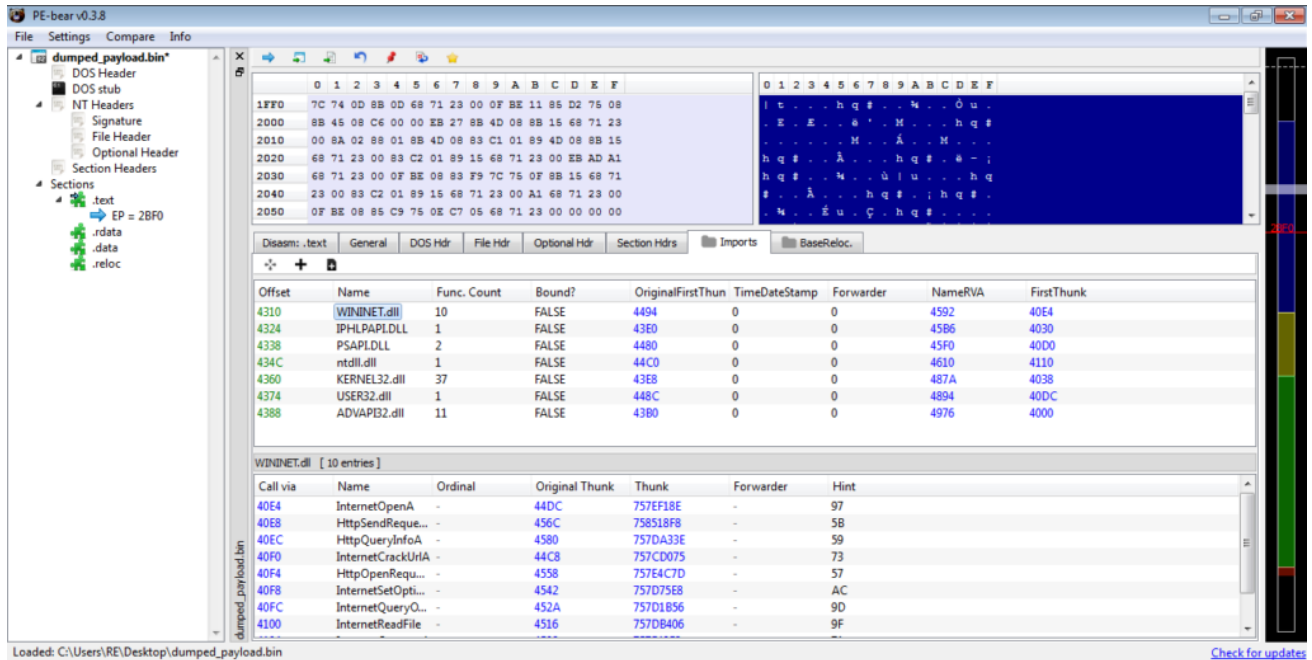 PE-bear v0.3.8
File Settings Compare Info
dumped_payload.bin*
DOS Header
DOS stub
NT Headers
Signature
File Header
Optional Header
Section Headers
Sections
.text
EP = 2BF0
.rdata
.data
.reloc
dumped_payload.bin
0 1 2 3 4 5 6 7 8 9 A B C D E F
1FF0 7C 74 0D 8B 0D 68 71 23 00 0F BE 11 85 D2 75 08
2000 8B 45 08 C6 00 00 EB 27 8B 4D 08 8B 15 68 71 23
2010 00 8A 02 88 01 8B 4D 08 83 C1 01 89 4D 08 8B 15
2020 68 71 23 00 83 C2 01 89 15 68 71 23 00 EB AD A1
2030 68 71 23 00 0F BE 08 83 F9 7C 75 0F 8B 15 68 71
2040 23 00 83 C2 01 89 15 68 71 23 00 A1 68 71 23 00
2050 0F BE 08 85 C9 75 0E C7 05 68 71 23 00 00 00 00
0 1 2 3 4 5 6 7 8 9 A B C D E F
| t . . . h q # . . ¾ . . Ò u .
. E . Æ . . ë ' . M . . . h q #
. . . . . . M . . Á . . M . . .
h q # . . Â . . . h q # . ë - ¡
h q # . . ¾ . . ù | u . . . h q
# . . Â . . . h q # . ¡ h q # .
. ¾ . . É u . Ç . h q # . . . .
2BF0
Disasm: .text General DOS Hdr File Hdr Optional Hdr Section Hdrs Imports BaseReloc.
Offset Name Func. Count Bound? OriginalFirstThun TimeDateStamp Forwarder NameRVA FirstThunk
4310 WININET.dll 10 FALSE 4494 0 0 4592 40E4
4324 IPHLPAPI.DLL 1 FALSE 43E0 0 0 45B6 4030
4338 PSAPI.DLL 2 FALSE 4480 0 0 45F0 40D0
434C ntdll.dll 1 FALSE 44C0 0 0 4610 4110
4360 KERNEL32.dll 37 FALSE 43E8 0 0 487A 4038
4374 USER32.dll 1 FALSE 448C 0 0 4894 40DC
4388 ADVAPI32.dll 11 FALSE 43B0 0 0 4976 4000
WININET.dll [ 10 entries ]
Call via Name Ordinal Original Thunk Thunk Forwarder Hint
40E4 InternetOpenA - 44DC 757EF18E - 97
40E8 HttpSendReque... - 456C 758518F8 - 5B
40EC HttpQueryInfoA - 4580 757DA33E - 59
40F0 InternetCrackUrlA - 44C8 757CD075 - 73
40F4 HttpOpenRequ... - 4558 757E4C7D - 57
40F8 InternetSetOpti... - 4542 757D75E8 - AC
40FC InternetQueryO... - 452A 757D1B56 - 9D
4100 InternetReadFile - 4516 757DB406 - 9F
Loaded: C:\Users\RE\Desktop\dumped_payload.bin
Check for updates